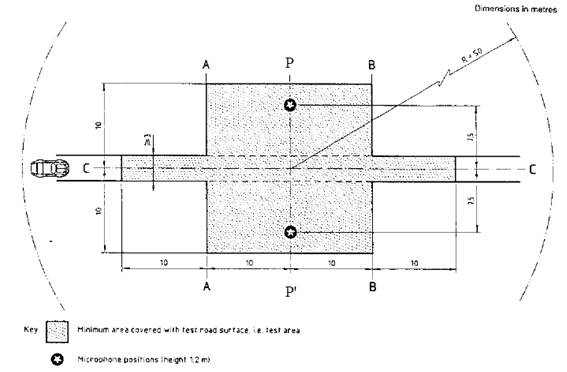 Dimensions in metres
A P B
R = 50
10
≥ 3
7.5
C C
10
7.5
10 10 10 10
A P' B
Key Minimum area covered with test road surface, i.e. test area
Microphone positions (height 1,2 m)